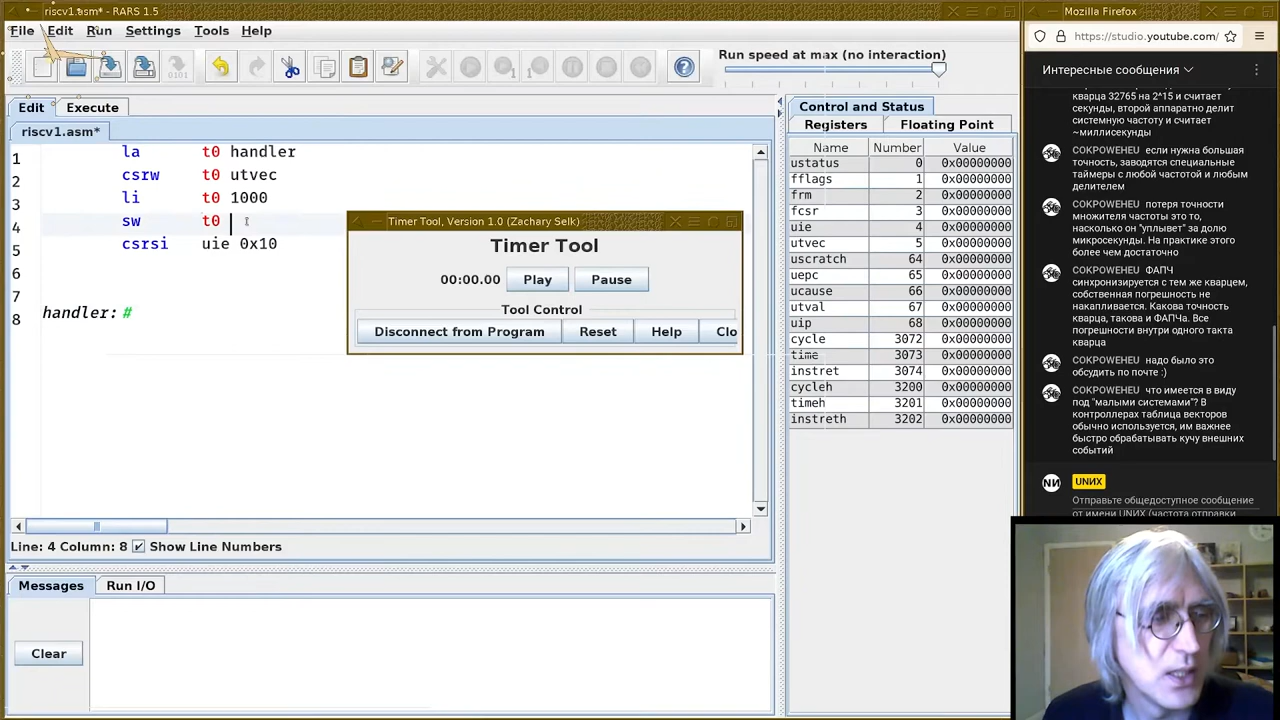 riscv1.asm* - RARS 1.5
File Edit Run Settings Tools Help
Run speed at max (no interaction)
Edit Execute
riscv1.asm*
1 la t0 handler
2 csrw t0 utvec
3 li t0 1000
4 sw t0
5 csrsi uie 0x10
6
7
8 handler: #
Line: 4 Column: 8 Show Line Numbers
Messages Run I/O
Clear
Timer Tool, Version 1.0 (Zachary Selk)
Timer Tool
00:00.00 Play Pause
Tool Control
Disconnect from Program Reset Help Clo
Control and Status
Registers Floating Point
Name Number Value
ustatus 0 0x00000000
fflags 1 0x00000000
frm 2 0x00000000
fcsr 3 0x00000000
uie 4 0x00000000
utvec 5 0x00000000
uscratch 64 0x00000000
uepc 65 0x00000000
ucause 66 0x00000000
utval 67 0x00000000
uip 68 0x00000000
cycle 3072 0x00000000
time 3073 0x00000000
instret 3074 0x00000000
cycleh 3200 0x00000000
timeh 3201 0x00000000
instreth 3202 0x00000000
Mozilla Firefox
https://studio.youtube.com/
Интересные сообщения
кварца 32765 на 2^15 и считает
секунды, второй аппаратно делит
системную частоту и считает
~миллисекунды
COKPOWEHEU если нужна большая
точность, заводятся специальные
таймеры с любой частотой и любым
делителем
COKPOWEHEU потеря точности
множителя частоты это то,
насколько он "уплывет" за долю
микросекунды. На практике этого
более чем достаточно
COKPOWEHEU ФАПЧ
синхронизируется с тем же кварцем,
собственная погрешность не
накапливается. Какова точность
кварца, такова и ФАПЧа. Все
погрешности внутри одного такта
кварца
COKPOWEHEU надо было это
обсудить по почте :)
COKPOWEHEU что имеется в виду
под "малыми системами"? В
контроллерах таблица векторов
обычно используется, им важнее
быстро обрабатывать кучу внешних
событий
NИ UNИX
Отправьте общедоступное сообщение
от имени UNИX (частота отправки